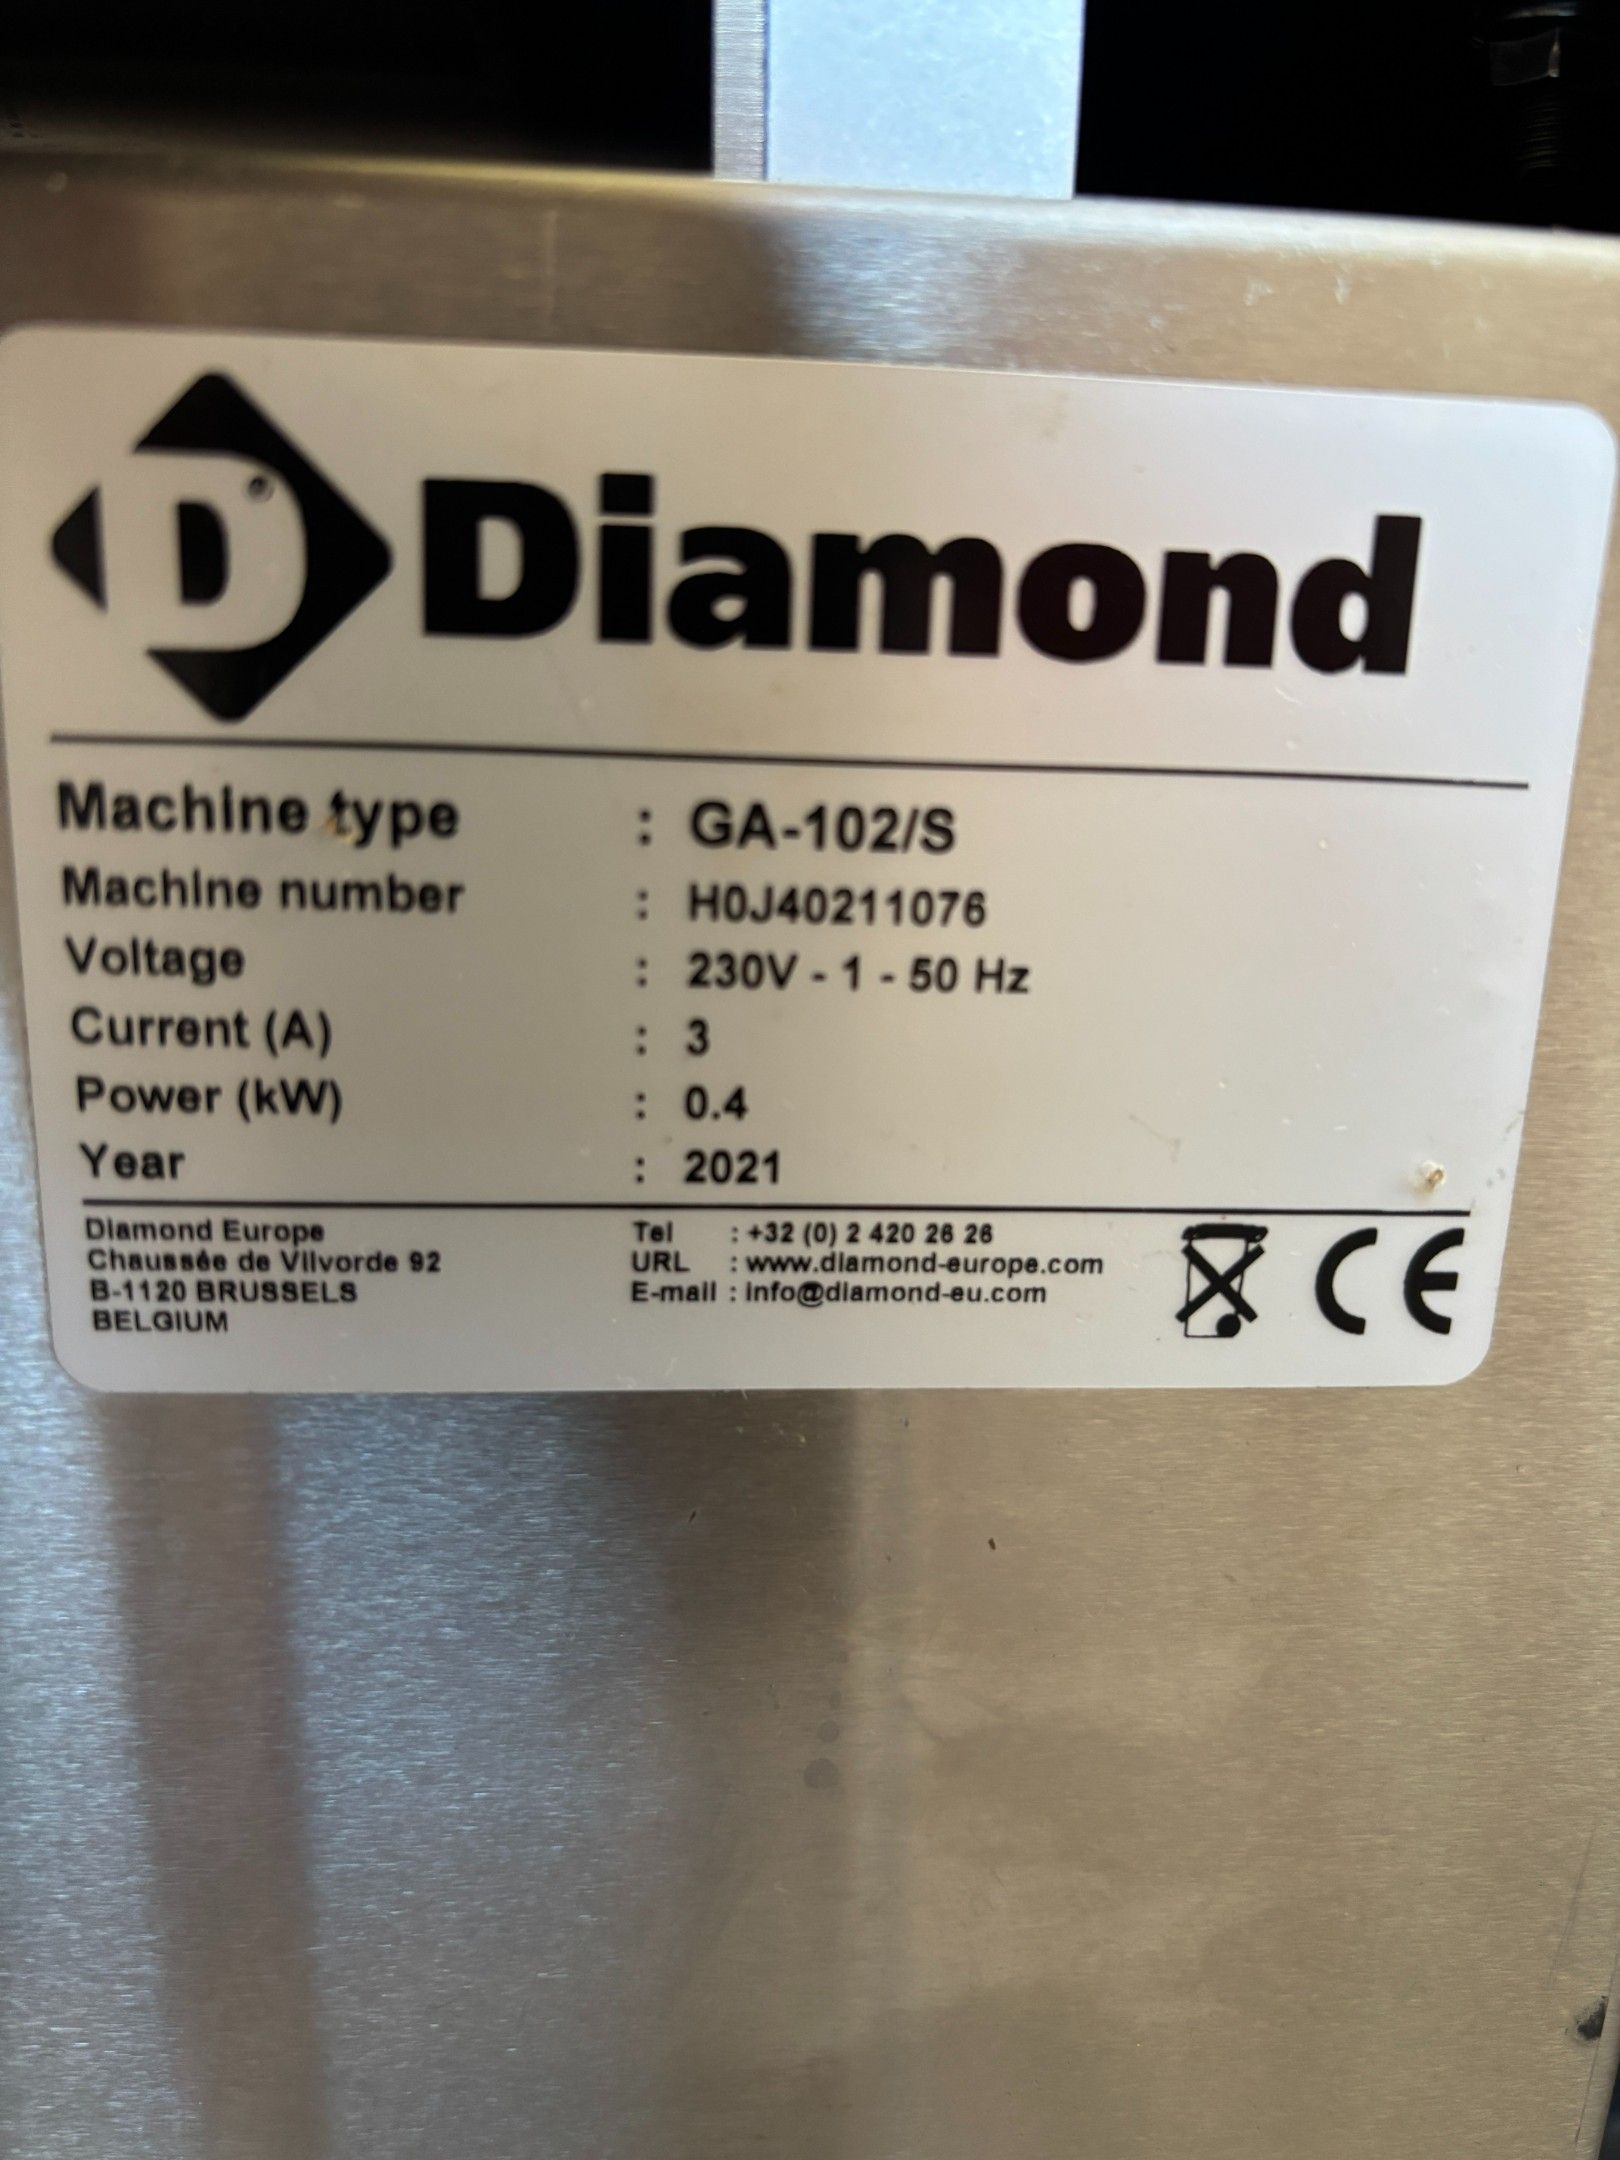 D
Diamond
Machine type : GA-102/S
Machine number : H0J40211076
Voltage : 230V - 1 - 50 Hz
Current (A) : 3
Power (kW) : 0.4
Year : 2021
Diamond Europe
Chaussée de Vilvorde 92
B-1120 BRUSSELS
BELGIUM
Tel : +32 (0) 2 420 26 26
URL : www.diamond-europe.com
E-mail : info@diamond-eu.com
CE